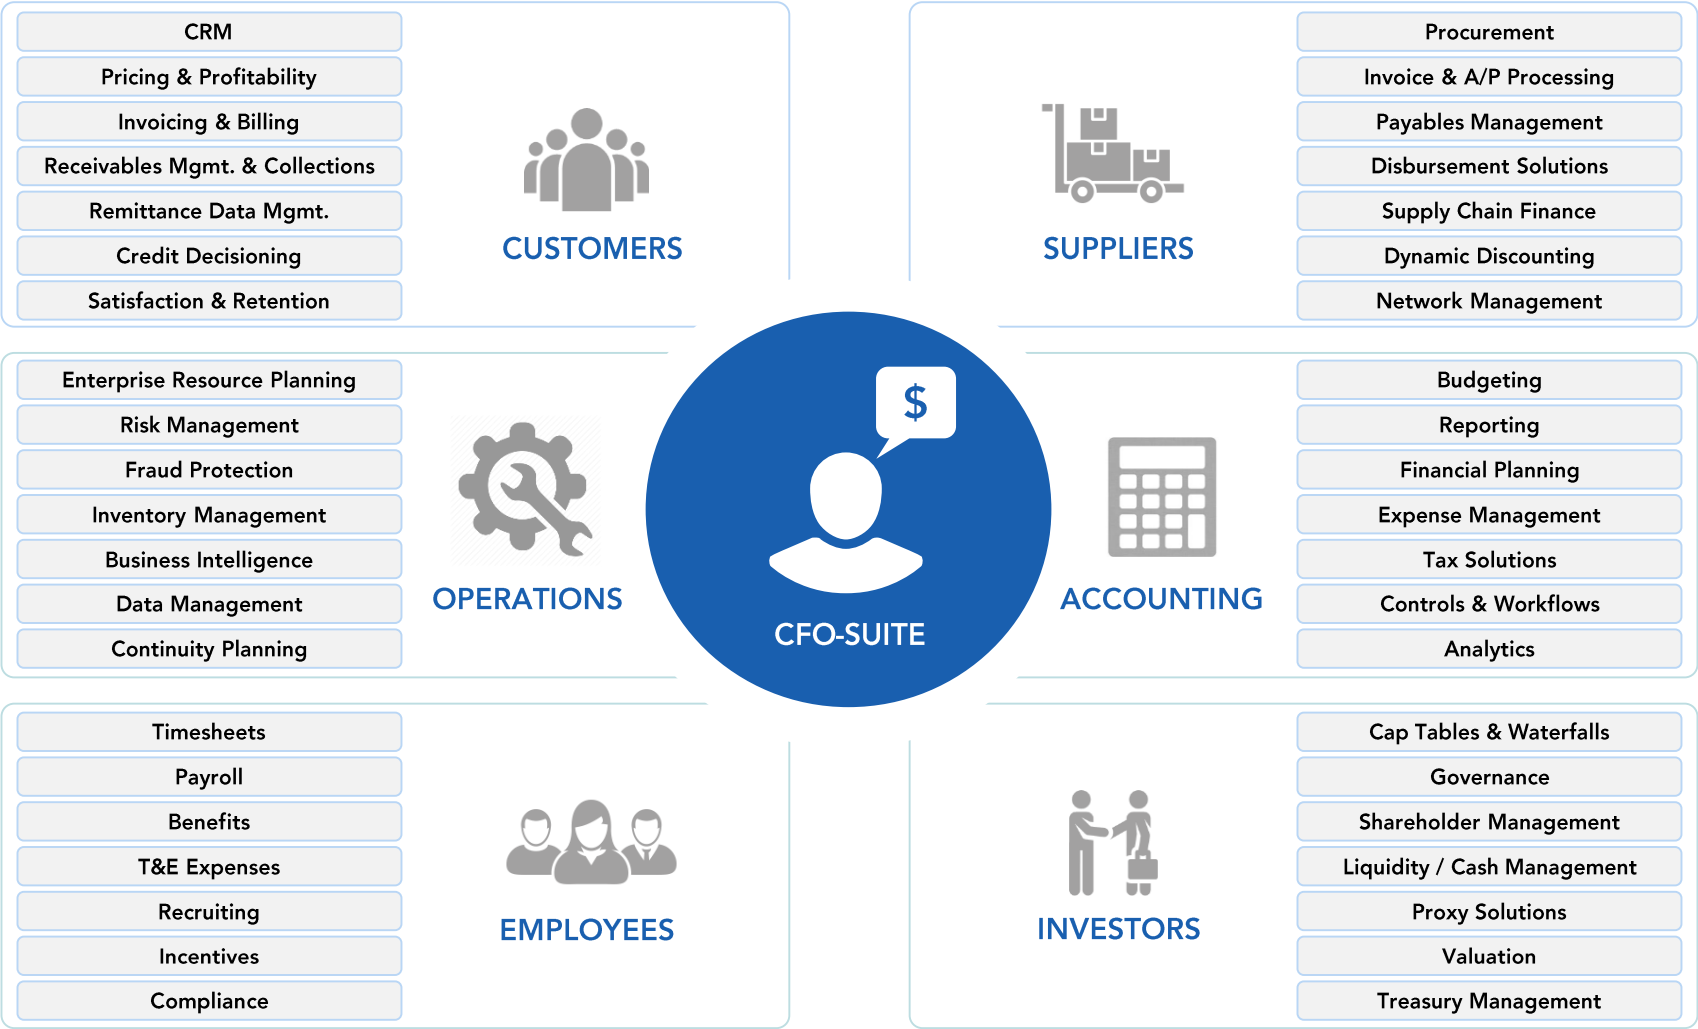 CRM
Pricing & Profitability
Invoicing & Billing
Receivables Mgmt. & Collections
Remittance Data Mgmt.
Credit Decisioning
Satisfaction & Retention
CUSTOMERS
SUPPLIERS
Procurement
Invoice & A/P Processing
Payables Management
Disbursement Solutions
Supply Chain Finance
Dynamic Discounting
Network Management
Enterprise Resource Planning
Risk Management
Fraud Protection
Inventory Management
Business Intelligence
Data Management
Continuity Planning
OPERATIONS
$
CFO-SUITE
ACCOUNTING
Budgeting
Reporting
Financial Planning
Expense Management
Tax Solutions
Controls & Workflows
Analytics
Timesheets
Payroll
Benefits
T&E Expenses
Recruiting
Incentives
Compliance
EMPLOYEES
INVESTORS
Cap Tables & Waterfalls
Governance
Shareholder Management
Liquidity / Cash Management
Proxy Solutions
Valuation
Treasury Management